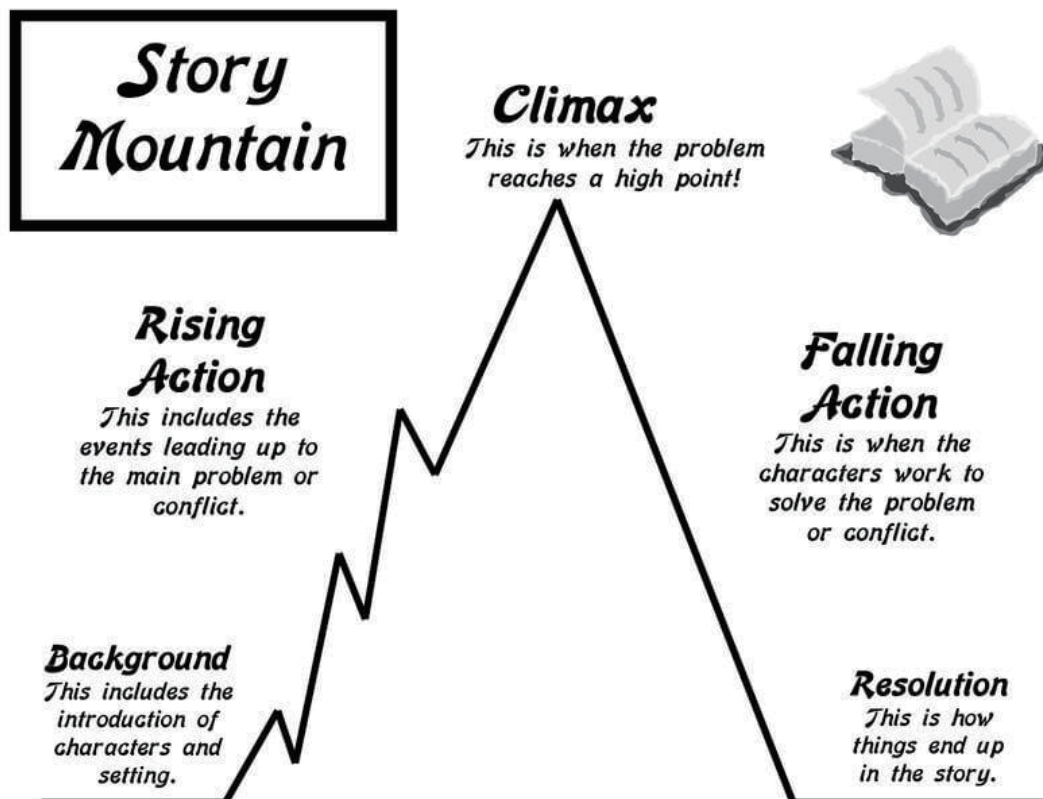 Story
Mountain
Climax
This is when the problem
reaches a high point!
Rising
Action
This includes the
events leading up to
the main problem or
conflict.
Falling
Action
This is when the
characters work to
solve the problem
or conflict.
Background
This includes the
introduction of
characters and
setting.
Resolution
This is how
things end up
in the story.